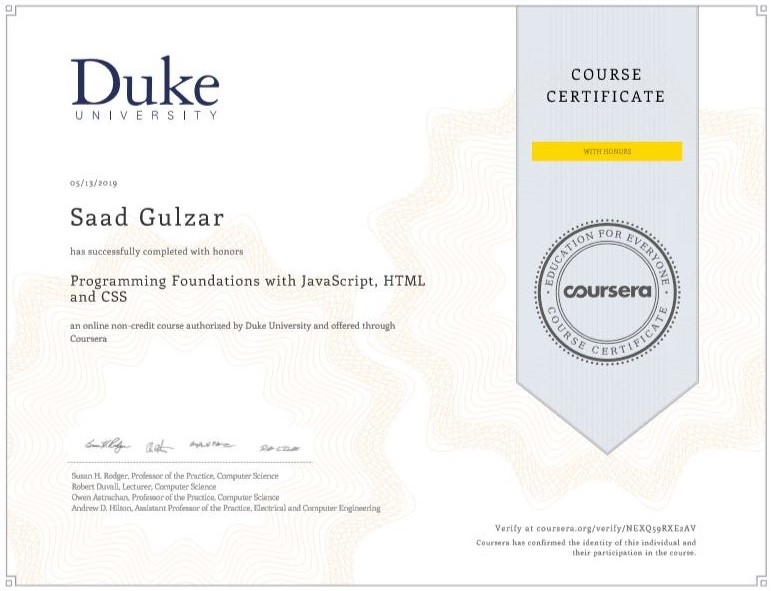 Duke
UNIVERSITY
05/13/2019
Saad Gulzar
has successfully completed with honors
Programming Foundations with JavaScript, HTML
and CSS
an online non-credit course authorized by Duke University and offered through
Coursera
Susan H. Rodger, Professor of the Practice, Computer Science
Robert Duvall, Lecturer, Computer Science
Owen Astrachan, Professor of the Practice, Computer Science
Andrew D. Hilton, Assistant Professor of the Practice, Electrical and Computer Engineering
COURSE
CERTIFICATE
WITH HONORS
EDUCATION FOR EVERYONE
coursera
COURSE CERTIFICATE
Verify at coursera.org/verify/NEXQ59RXE2AV
Coursera has confirmed the identity of this individual and
their participation in the course.